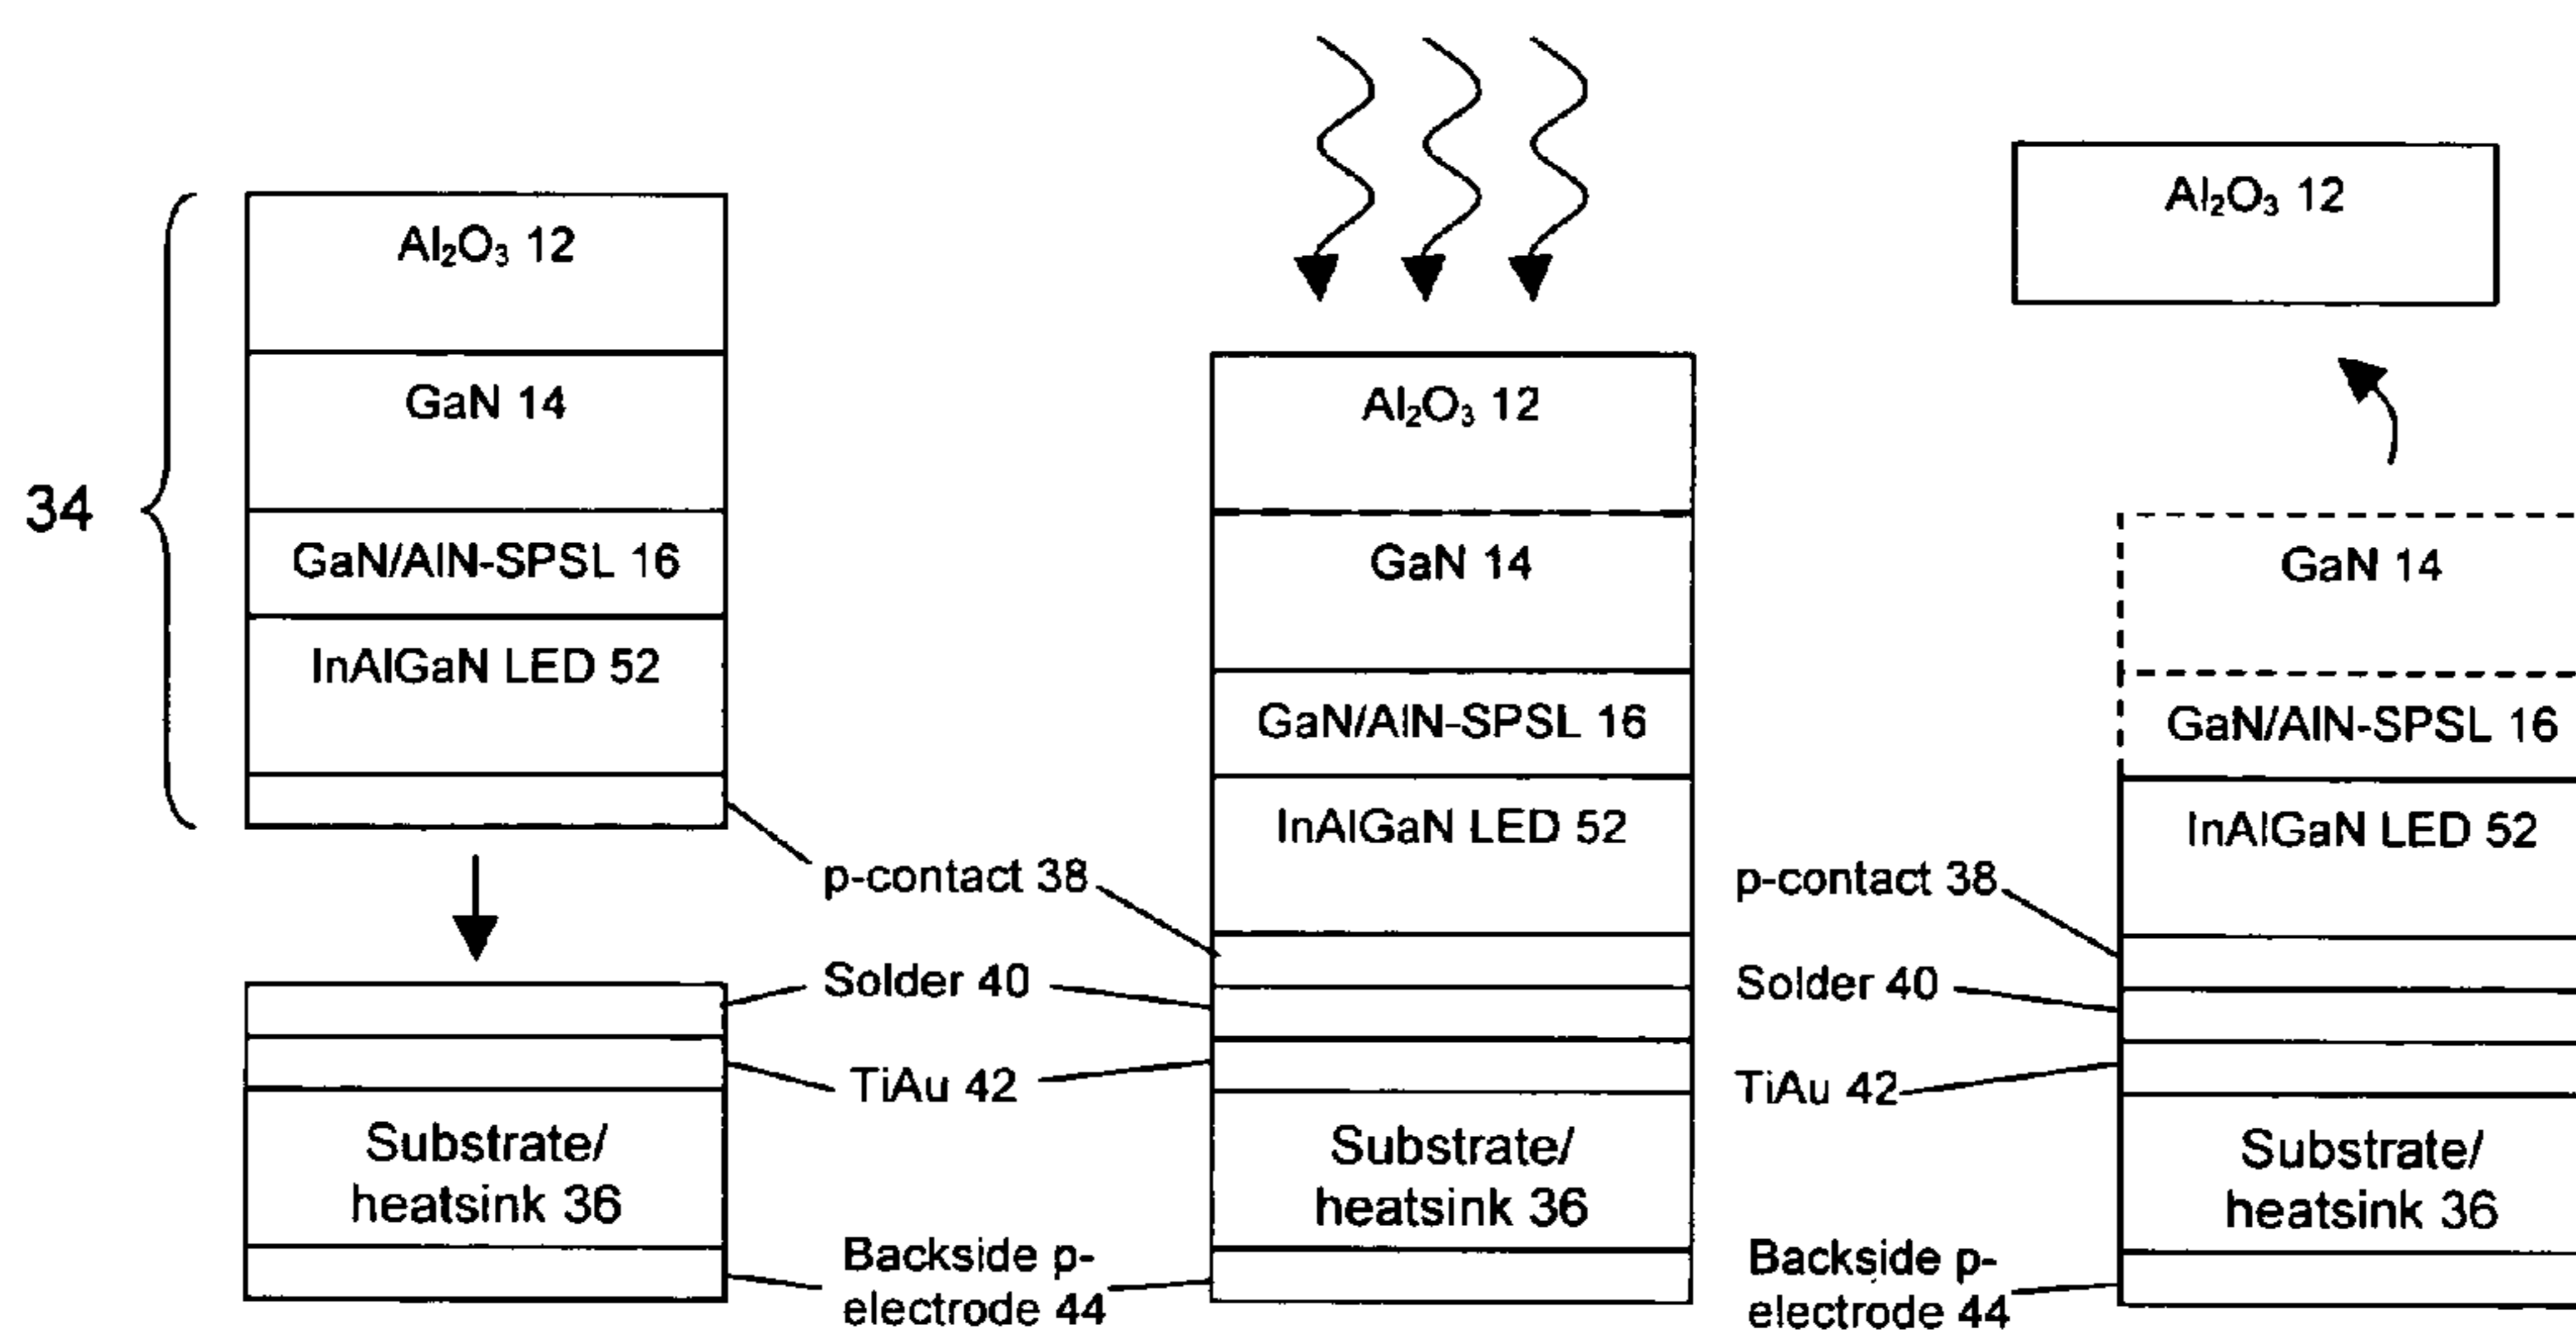 34
Al₂O₃ 12
GaN 14
GaN/AlN-SPSL 16
InAlGaN LED 52
p-contact 38
Solder 40
TiAu 42
Substrate/
heatsink 36
Backside p-
electrode 44
Al₂O₃ 12
GaN 14
GaN/AlN-SPSL 16
InAlGaN LED 52
Substrate/
heatsink 36
Al₂O₃ 12
GaN 14
GaN/AlN-SPSL 16
InAlGaN LED 52
p-contact 38
Solder 40
TiAu 42
Substrate/
heatsink 36
Backside p-
electrode 44